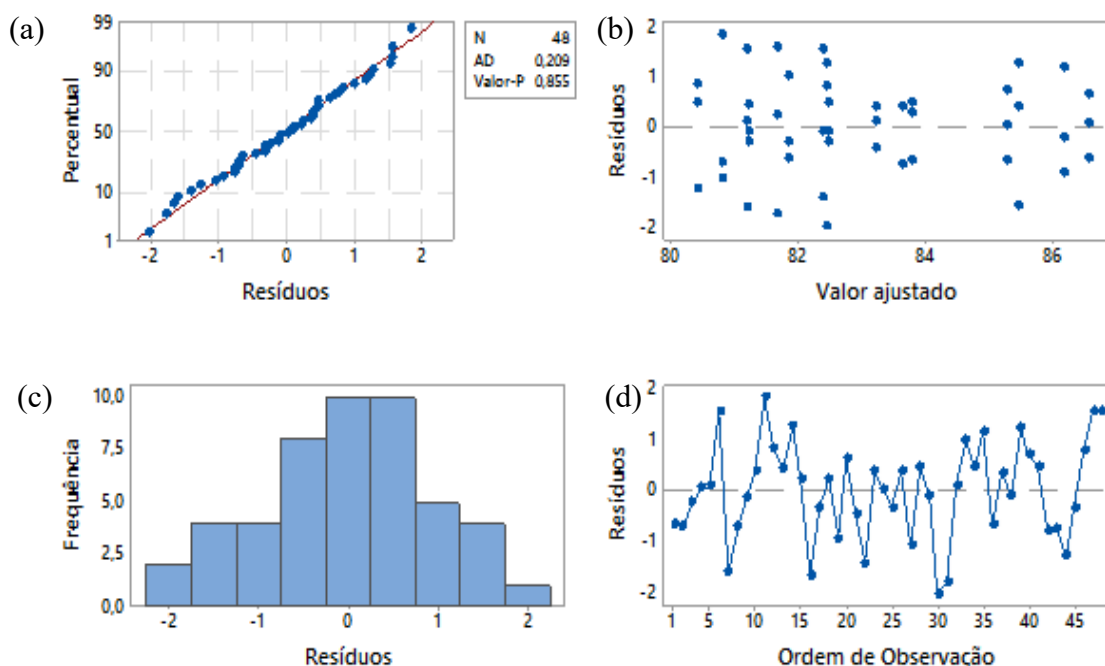 (a)
Percentual
99
90
50
10
1
-2 -1 0 1 2
Resíduos
N 48
AD 0,209
Valor-P 0,855
(b)
Resíduos
2
1
0
-1
-2
80 82 84 86
Valor ajustado
(c)
Frequência
10,0
7,5
5,0
2,5
0,0
-2 -1 0 1 2
Resíduos
(d)
Resíduos
2
1
0
-1
-2
1 5 10 15 20 25 30 35 40 45
Ordem de Observação